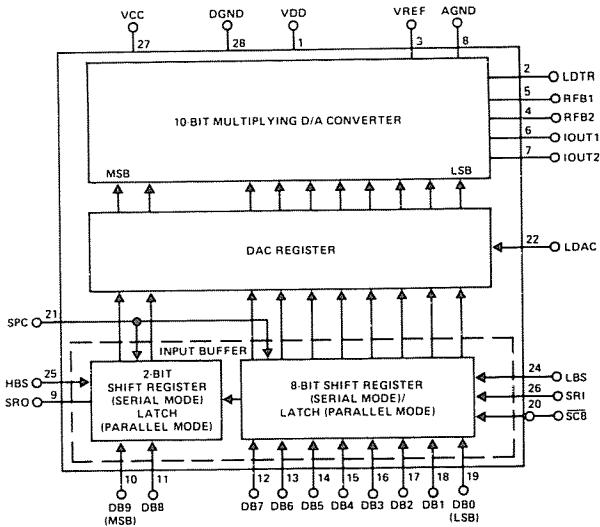 VCC DGND VDD VREF AGND
27 28 1 3 8
2 LDTR
5 RFB1
4 RFB2
6 IOUT1
7 IOUT2
10-BIT MULTIPLYING D/A CONVERTER
MSB LSB
DAC REGISTER
22 LDAC
SPC 21
INPUT BUFFER
HBS 25
SRO 9
2-BIT
SHIFT REGISTER
(SERIAL MODE)
LATCH
(PARALLEL MODE)
8-BIT SHIFT REGISTER
(SERIAL MODE)/
LATCH (PARALLEL MODE)
24 LBS
26 SRI
20 SC8
10 11 12 13 14 15 16 17 18 19
DB9 DB8 DB7 DB6 DB5 DB4 DB3 DB2 DB1 DB0
(MSB) (LSB)